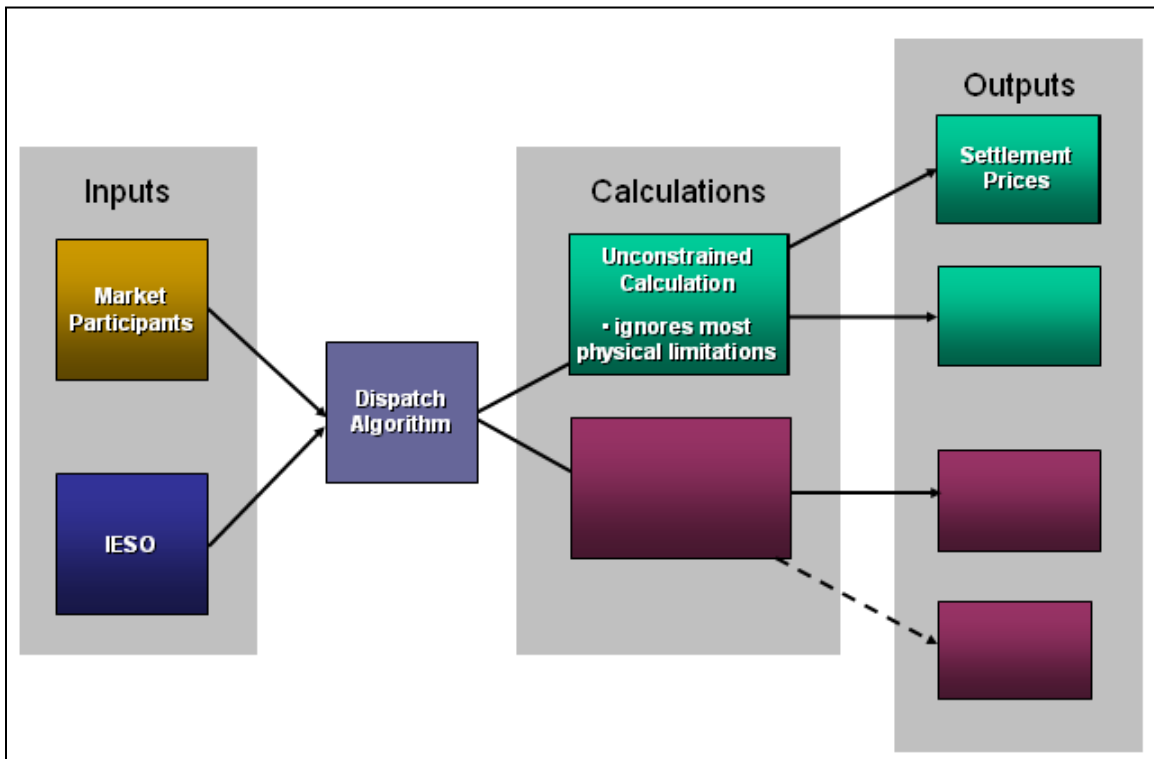 Inputs
Market
Participants
IESO
Dispatch
Algorithm
Calculations
Unconstrained
Calculation
▪ ignores most
physical limitations
Outputs
Settlement
Prices